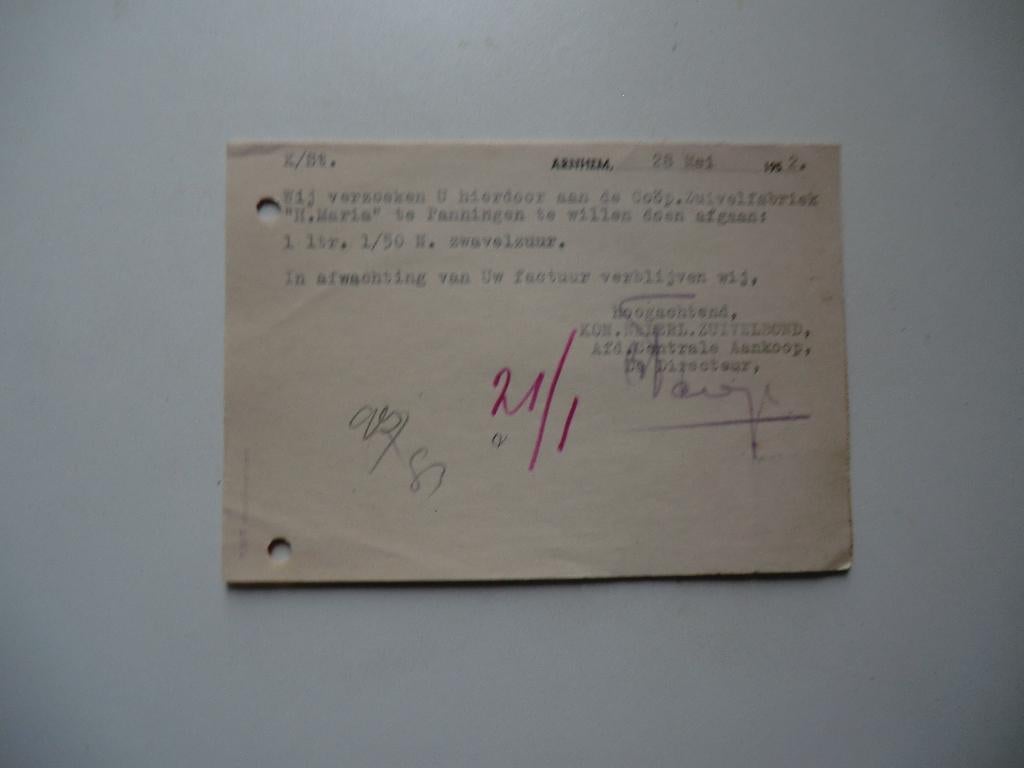 K/St. ARNHEM, 28 Mei 1952.
Wij verzoeken U hierdoor aan de Coöp.Zuivelfabriek
"H.Maria" te Panningen te willen doen afgaan:
1 ltr. 1/50 N. zwavelzuur.
In afwachting van Uw factuur verblijven wij,
Hoogachtend,
KON.NEDERL.ZUIVELBOND,
Afd.Centrale Aankoop,
De Directeur,
21/1